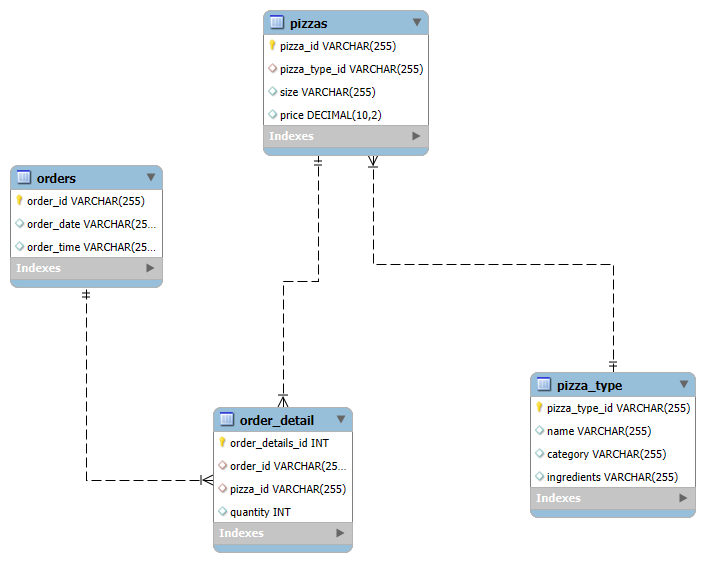 pizzas
pizza_id VARCHAR(255)
pizza_type_id VARCHAR(255)
size VARCHAR(255)
price DECIMAL(10,2)
Indexes
orders
order_id VARCHAR(255)
order_date VARCHAR(25...
order_time VARCHAR(25...
Indexes
order_detail
order_details_id INT
order_id VARCHAR(25...
pizza_id VARCHAR(255)
quantity INT
Indexes
pizza_type
pizza_type_id VARCHAR(255)
name VARCHAR(255)
category VARCHAR(255)
ingredients VARCHAR(255)
Indexes